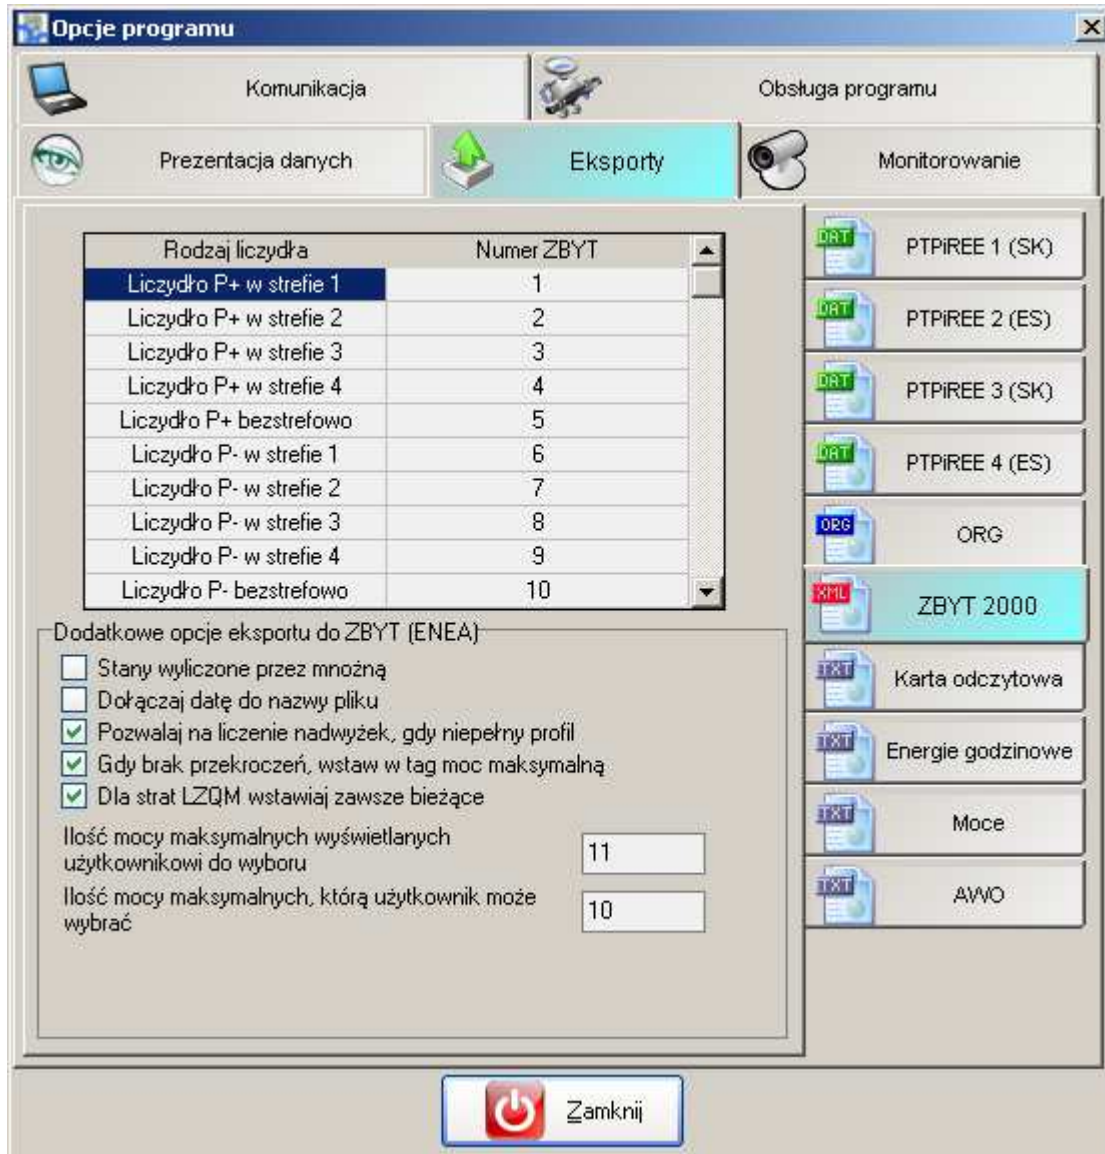 Opcje programu
Komunikacja
Obsługa programu
Prezentacja danych
Eksporty
Monitorowanie
Rodzaj liczydła Numer ZBYT
Liczydło P+ w strefie 1 1
Liczydło P+ w strefie 2 2
Liczydło P+ w strefie 3 3
Liczydło P+ w strefie 4 4
Liczydło P+ bezstrefowo 5
Liczydło P- w strefie 1 6
Liczydło P- w strefie 2 7
Liczydło P- w strefie 3 8
Liczydło P- w strefie 4 9
Liczydło P- bezstrefowo 10
Dodatkowe opcje eksportu do ZBYT (ENEA)
Stany wyliczone przez mnożną
Dołączaj datę do nazwy pliku
Pozwalaj na liczenie nadwyżek, gdy niepełny profil
Gdy brak przekroczeń, wstaw w tag moc maksymalną
Dla strat LZQM wstawiaj zawsze bieżące
Ilość mocy maksymalnych wyświetlanych
użytkownikowi do wyboru
11
Ilość mocy maksymalnych, którą użytkownik może
wybrać
10
DAT PTPiREE 1 (SK)
DAT PTPiREE 2 (ES)
DAT PTPiREE 3 (SK)
DAT PTPiREE 4 (ES)
ORG ORG
XML ZBYT 2000
TXT Karta odczytowa
TXT Energie godzinowe
TXT Moce
TXT AWO
Zamknij